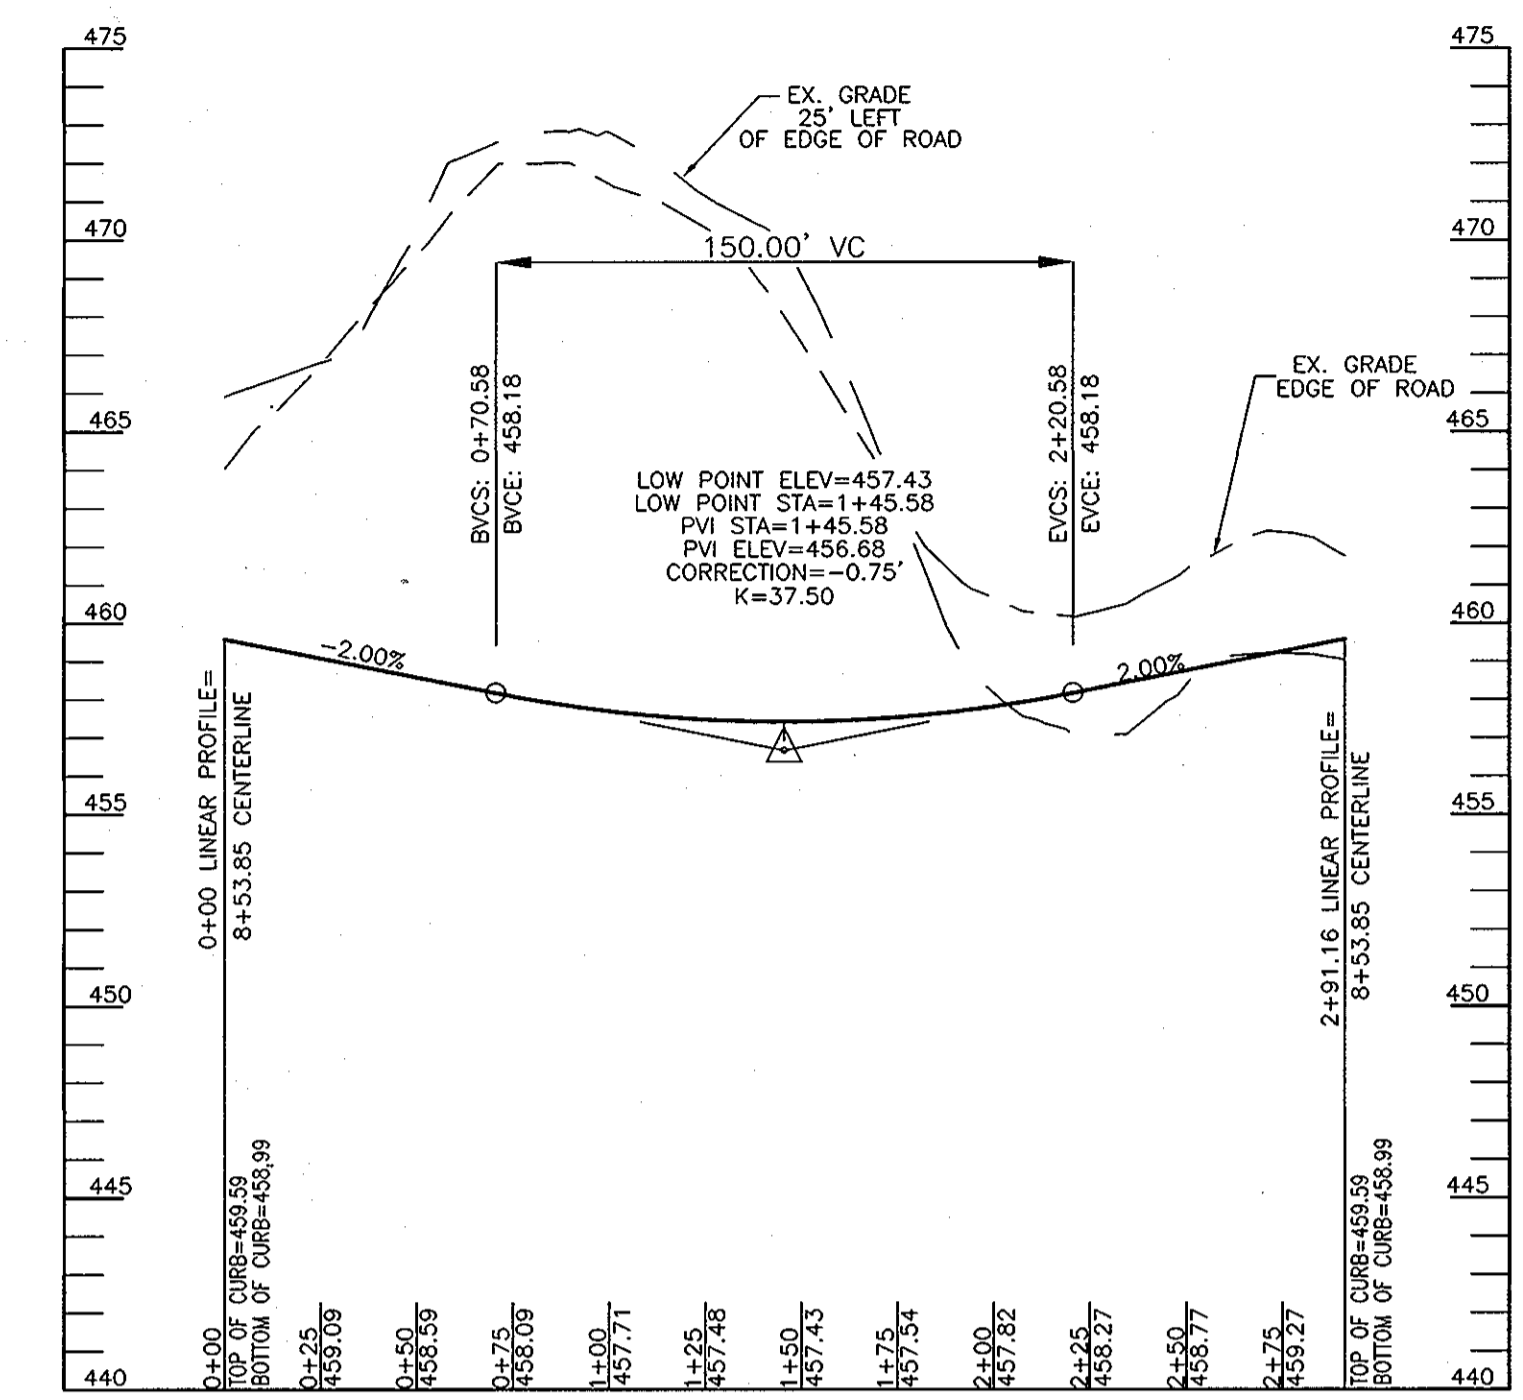 475
475
EX. GRADE
25' LEFT
OF EDGE OF ROAD
470
470
150.00' VC
EX. GRADE
EDGE OF ROAD
465
465
BVCS: 0+70.58
BVCE: 458.18
EVCS: 2+20.58
EVCE: 458.18
LOW POINT ELEV=457.43
LOW POINT STA=1+45.58
PVI STA=1+45.58
PVI ELEV=456.68
CORRECTION=-0.75'
K=37.50
460
460
-2.00%
2.00%
0+00 LINEAR PROFILE=
8+53.85 CENTERLINE
2+91.16 LINEAR PROFILE=
8+53.85 CENTERLINE
455
455
450
450
445
445
440
440
0+00
TOP OF CURB=459.59
BOTTOM OF CURB=458.99
0+25
459.09
0+50
458.59
0+75
458.09
1+00
457.71
1+25
457.48
1+50
457.43
1+75
457.54
2+00
457.82
2+25
458.27
2+50
458.77
2+75
459.27
TOP OF CURB=459.59
BOTTOM OF CURB=458.99